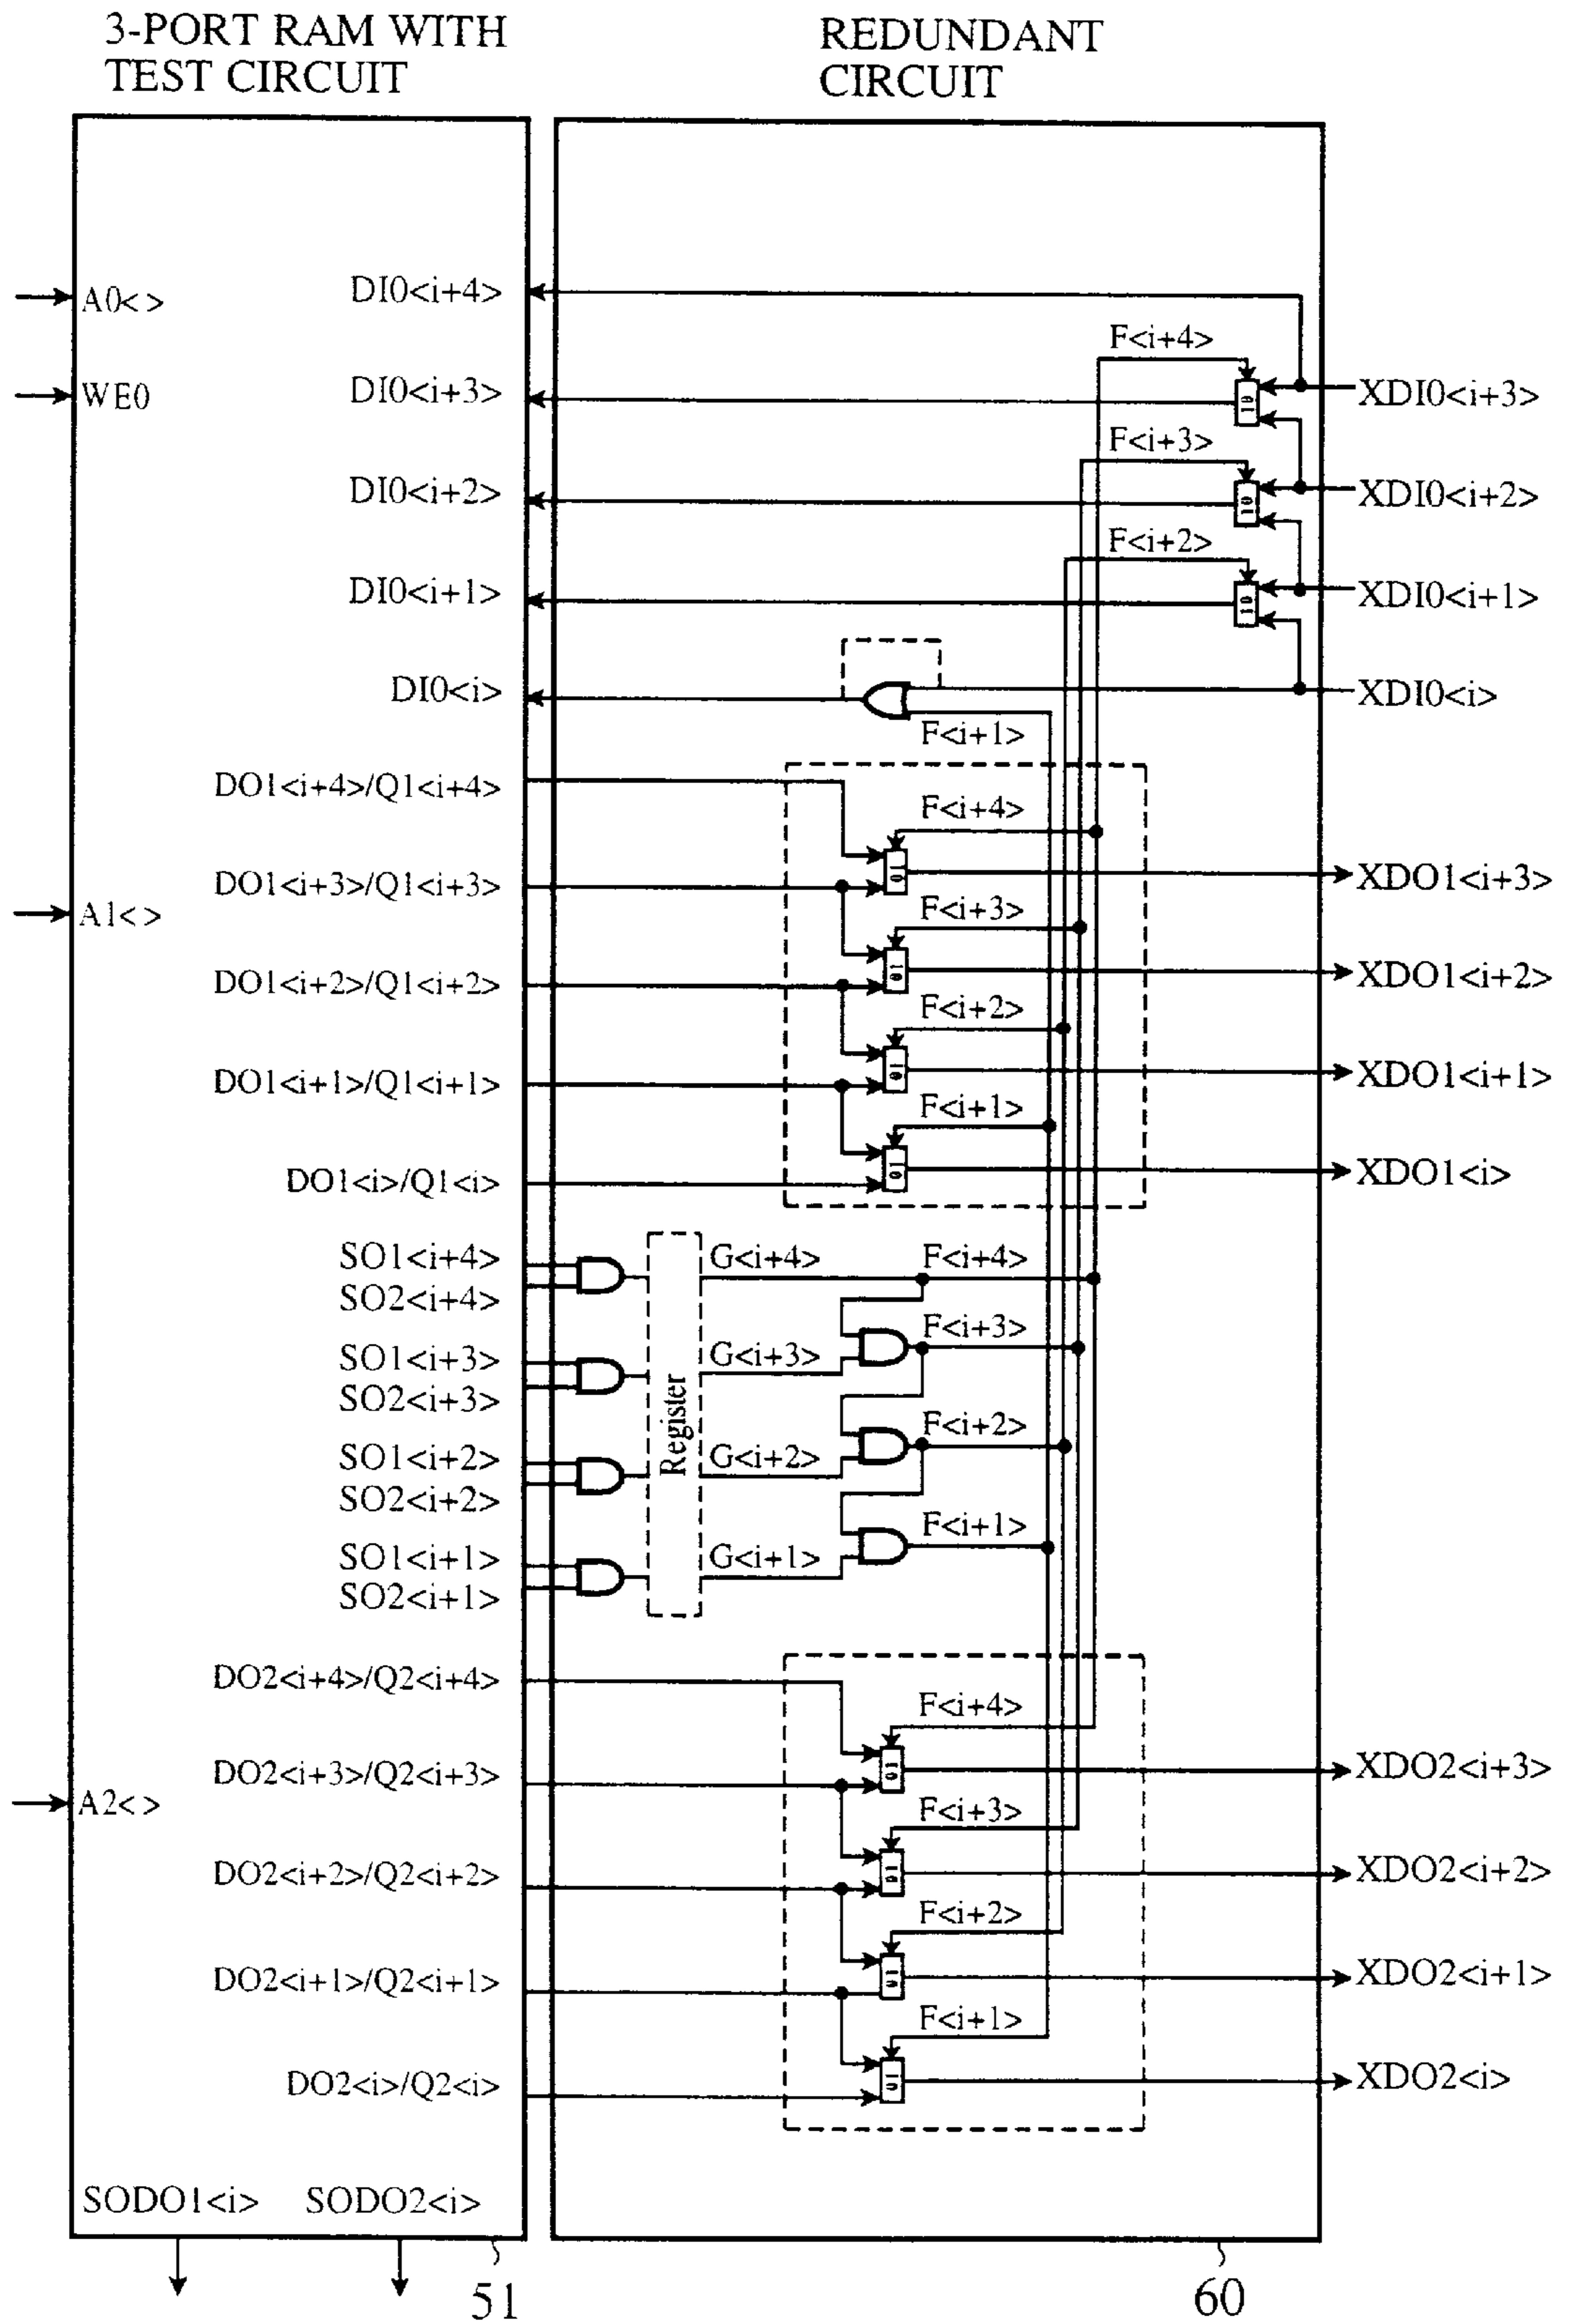 3-PORT RAM WITH
TEST CIRCUIT
REDUNDANT
CIRCUIT
A0<>
DI0<i+4>
F<i+4>
WE0
DI0<i+3>
XDI0<i+3>
F<i+3>
DI0<i+2>
XDI0<i+2>
F<i+2>
DI0<i+1>
XDI0<i+1>
DI0<i>
XDI0<i>
F<i+1>
DO1<i+4>/Q1<i+4>
F<i+4>
DO1<i+3>/Q1<i+3>
XDO1<i+3>
A1<>
F<i+3>
DO1<i+2>/Q1<i+2>
XDO1<i+2>
F<i+2>
DO1<i+1>/Q1<i+1>
XDO1<i+1>
F<i+1>
DO1<i>/Q1<i>
XDO1<i>
SO1<i+4>
G<i+4>
F<i+4>
SO2<i+4>
F<i+3>
SO1<i+3>
G<i+3>
SO2<i+3>
Register
F<i+2>
SO1<i+2>
G<i+2>
SO2<i+2>
F<i+1>
SO1<i+1>
G<i+1>
SO2<i+1>
DO2<i+4>/Q2<i+4>
F<i+4>
DO2<i+3>/Q2<i+3>
XDO2<i+3>
A2<>
F<i+3>
DO2<i+2>/Q2<i+2>
XDO2<i+2>
F<i+2>
DO2<i+1>/Q2<i+1>
XDO2<i+1>
F<i+1>
DO2<i>/Q2<i>
XDO2<i>
SODO1<i>
SODO2<i>
51
60